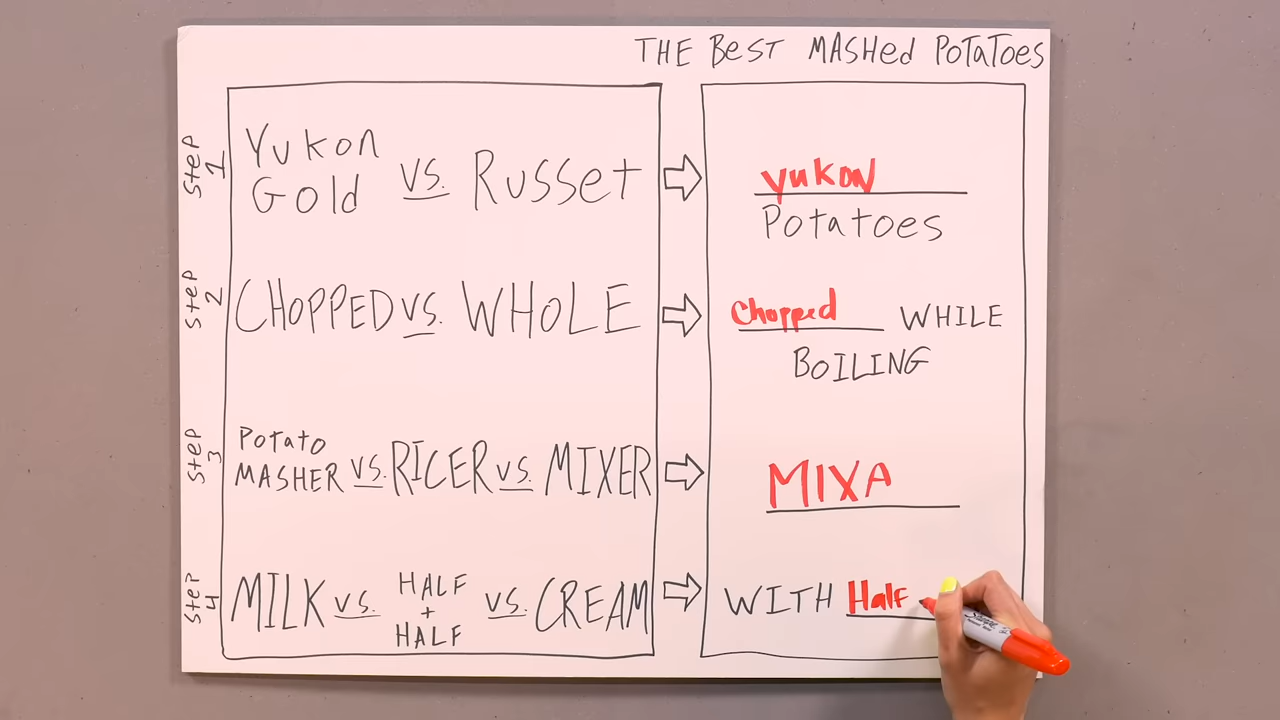 THE BEST MASHED POTATOES
Step 1
Yukon Gold vs. Russet
Yukon
Potatoes
Step 2
CHOPPED VS. WHOLE
Chopped WHILE
BOILING
Step 3
Potato MASHER VS. RICER VS. MIXER
MIXA
Step 4
MILK VS. HALF + HALF VS. CREAM
WITH Half
Sharpie